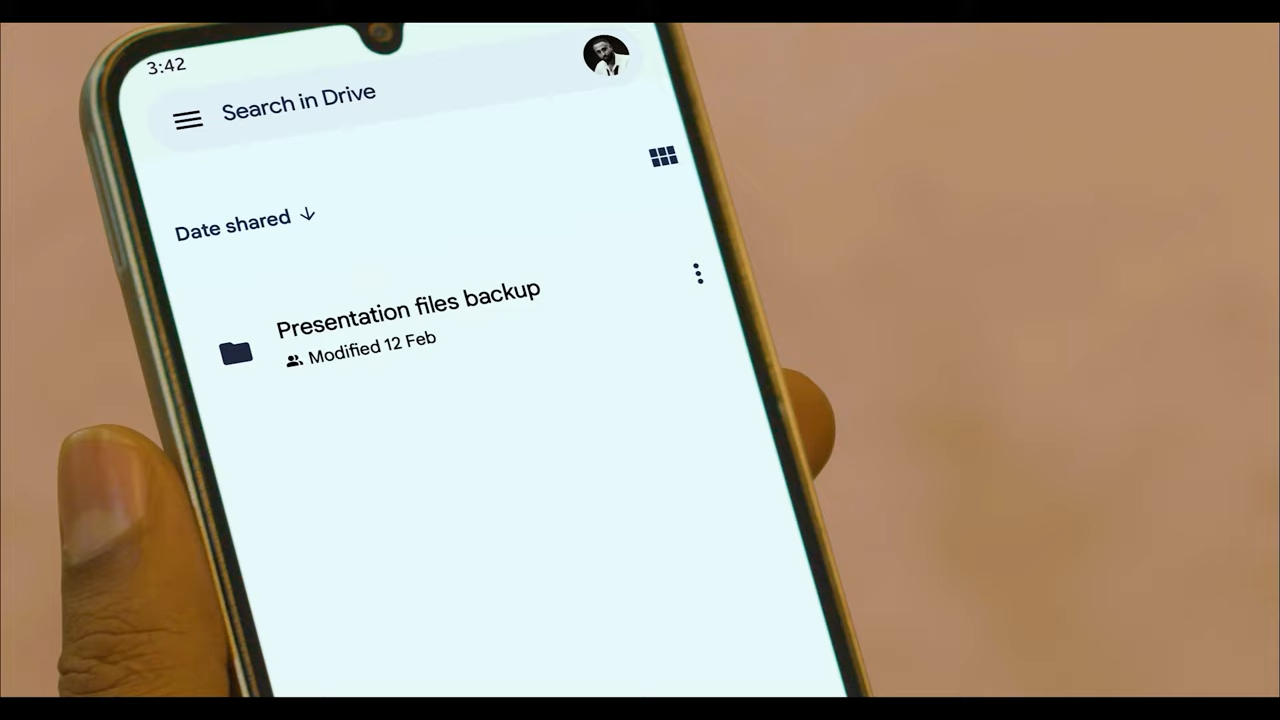 3:42
Search in Drive
Date shared
Presentation files backup
Modified 12 Feb